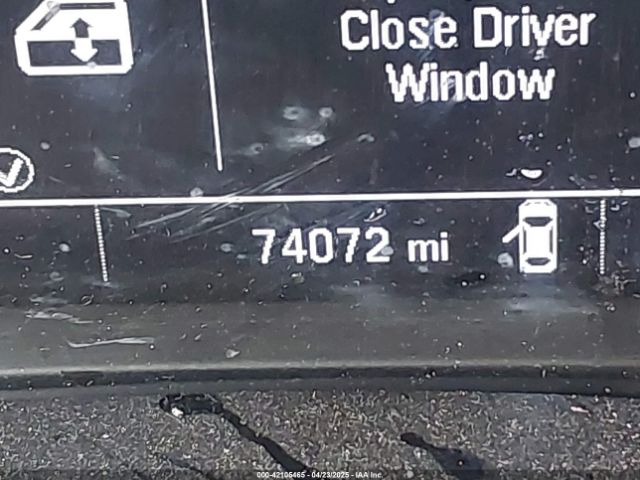 Close Driver
Window
74072 mi
000-42105465 - 04/23/2025 - IAA Inc.